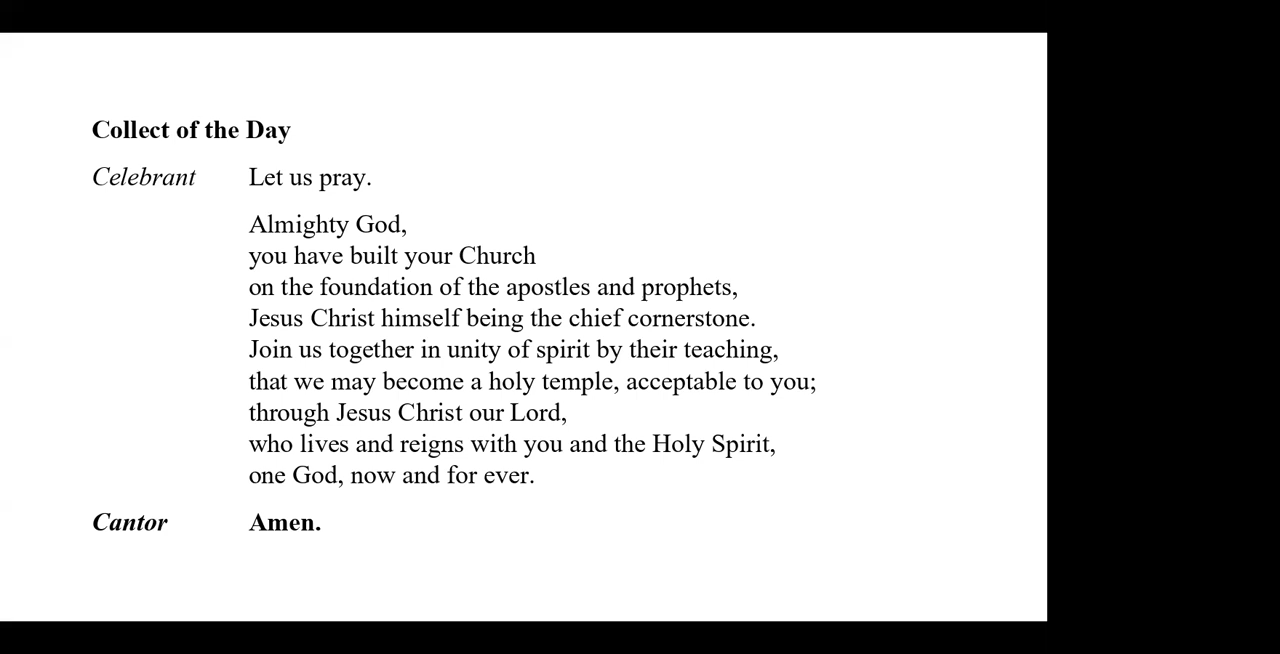 Collect of the Day
Celebrant Let us pray.
Almighty God,
you have built your Church
on the foundation of the apostles and prophets,
Jesus Christ himself being the chief cornerstone.
Join us together in unity of spirit by their teaching,
that we may become a holy temple, acceptable to you;
through Jesus Christ our Lord,
who lives and reigns with you and the Holy Spirit,
one God, now and for ever.
Cantor Amen.